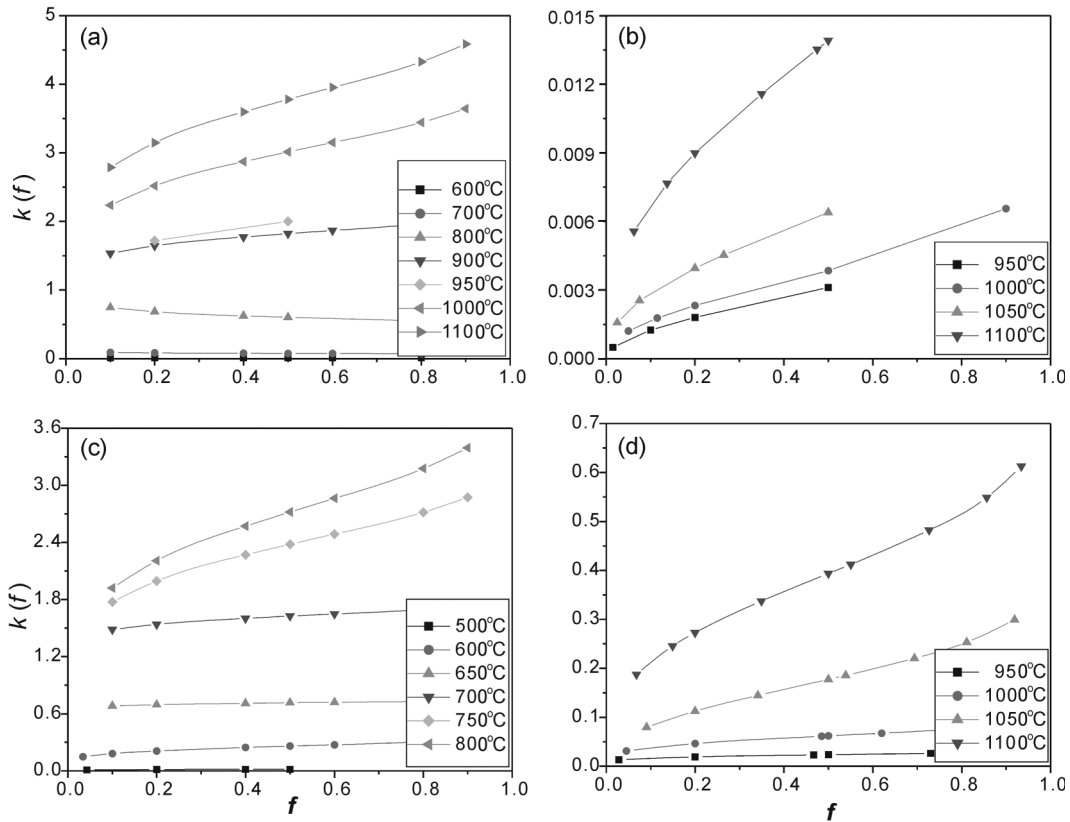 (a)
k (f)
5
4
3
2
1
0
0.0 0.2 0.4 0.6 0.8 1.0
600°C
700°C
800°C
900°C
950°C
1000°C
1100°C
(b)
0.015
0.012
0.009
0.006
0.003
0.000
0.0 0.2 0.4 0.6 0.8 1.0
950°C
1000°C
1050°C
1100°C
(c)
k (f)
3.6
3.0
2.4
1.8
1.2
0.6
0.0
0.0 0.2 0.4 0.6 0.8 1.0
f
500°C
600°C
650°C
700°C
750°C
800°C
(d)
0.7
0.6
0.5
0.4
0.3
0.2
0.1
0.0
0.0 0.2 0.4 0.6 0.8 1.0
f
950°C
1000°C
1050°C
1100°C